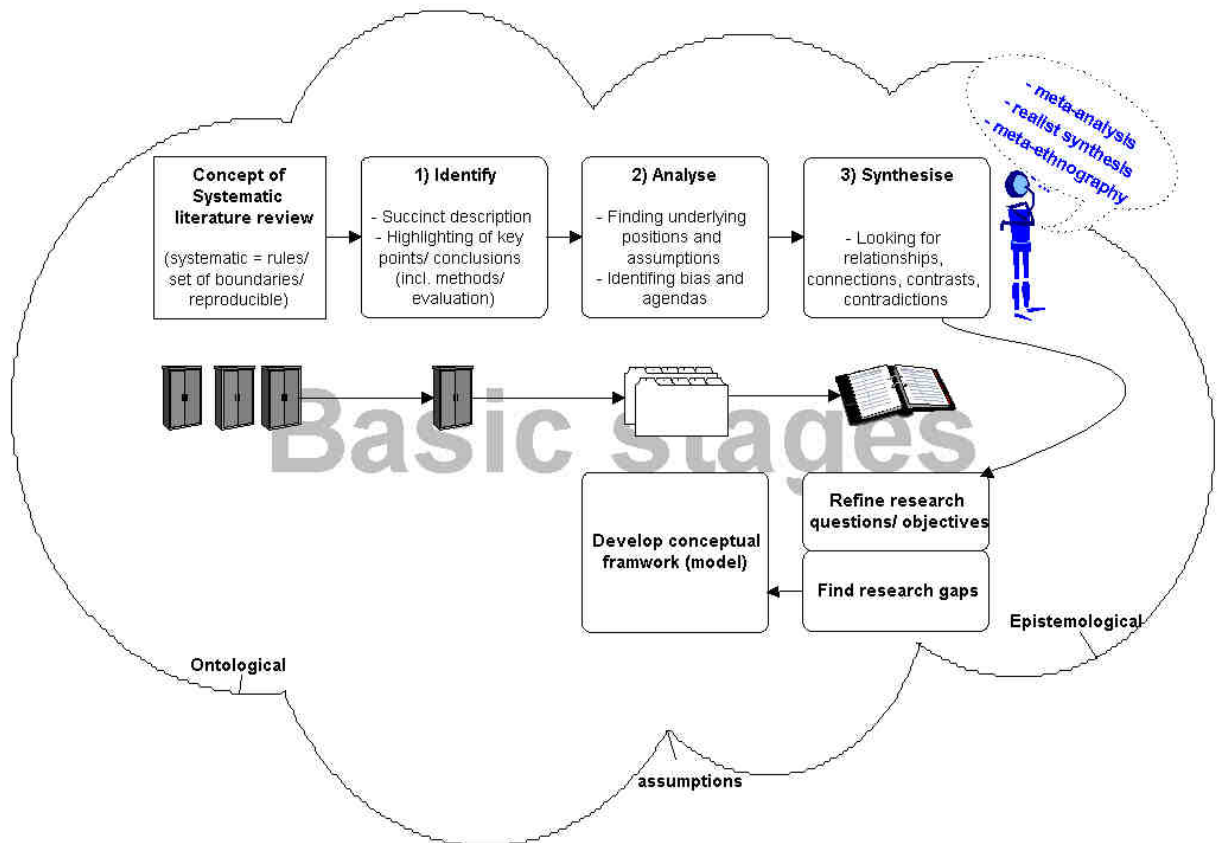 - meta-analysis
- realist synthesis
- meta-ethnography
- ...
Concept of
Systematic
literature review
(systematic = rules/
set of boundaries/
reproducible)
1) Identify
- Succinct description
- Highlighting of key
points/ conclusions
(incl. methods/
evaluation)
2) Analyse
- Finding underlying
positions and
assumptions
- Identifing bias and
agendas
3) Synthesise
- Looking for
relationships,
connections, contrasts,
contradictions
Basic stages
Develop conceptual
framwork (model)
Refine research
questions/ objectives
Find research gaps
Epistemological
Ontological
assumptions